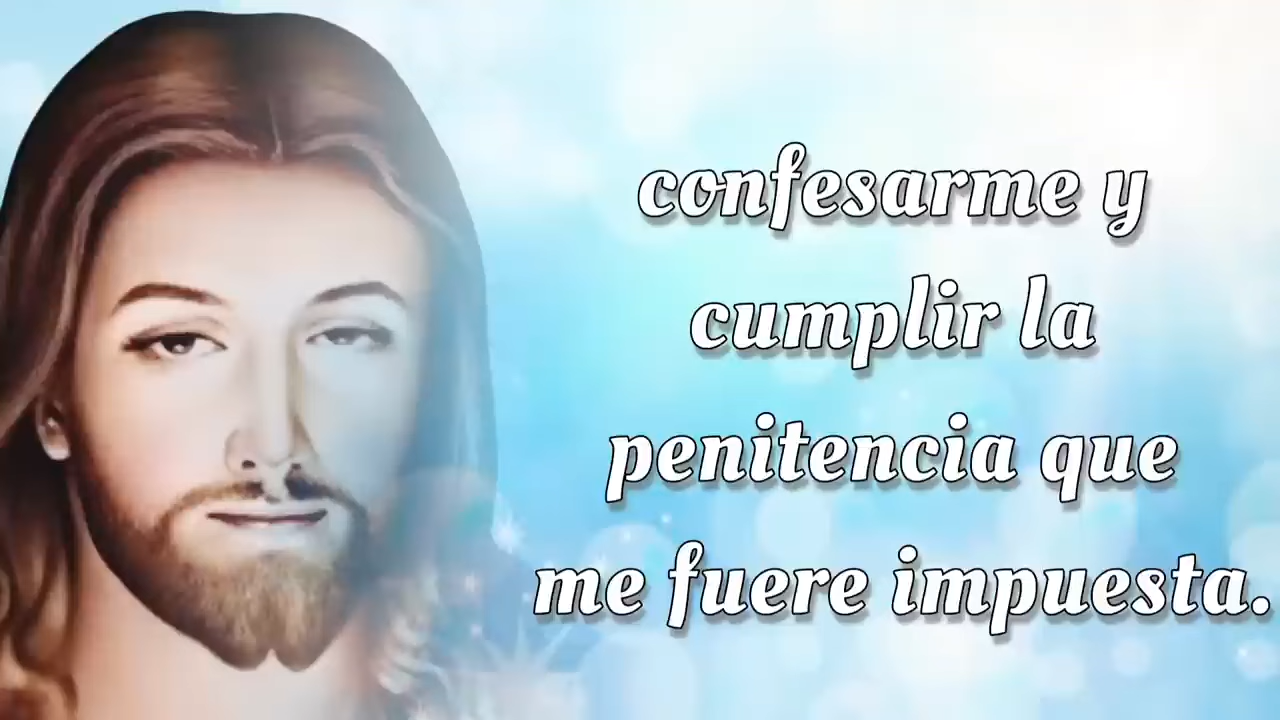 confesarme y
cumplir la
penitencia que
me fuere impuesta.